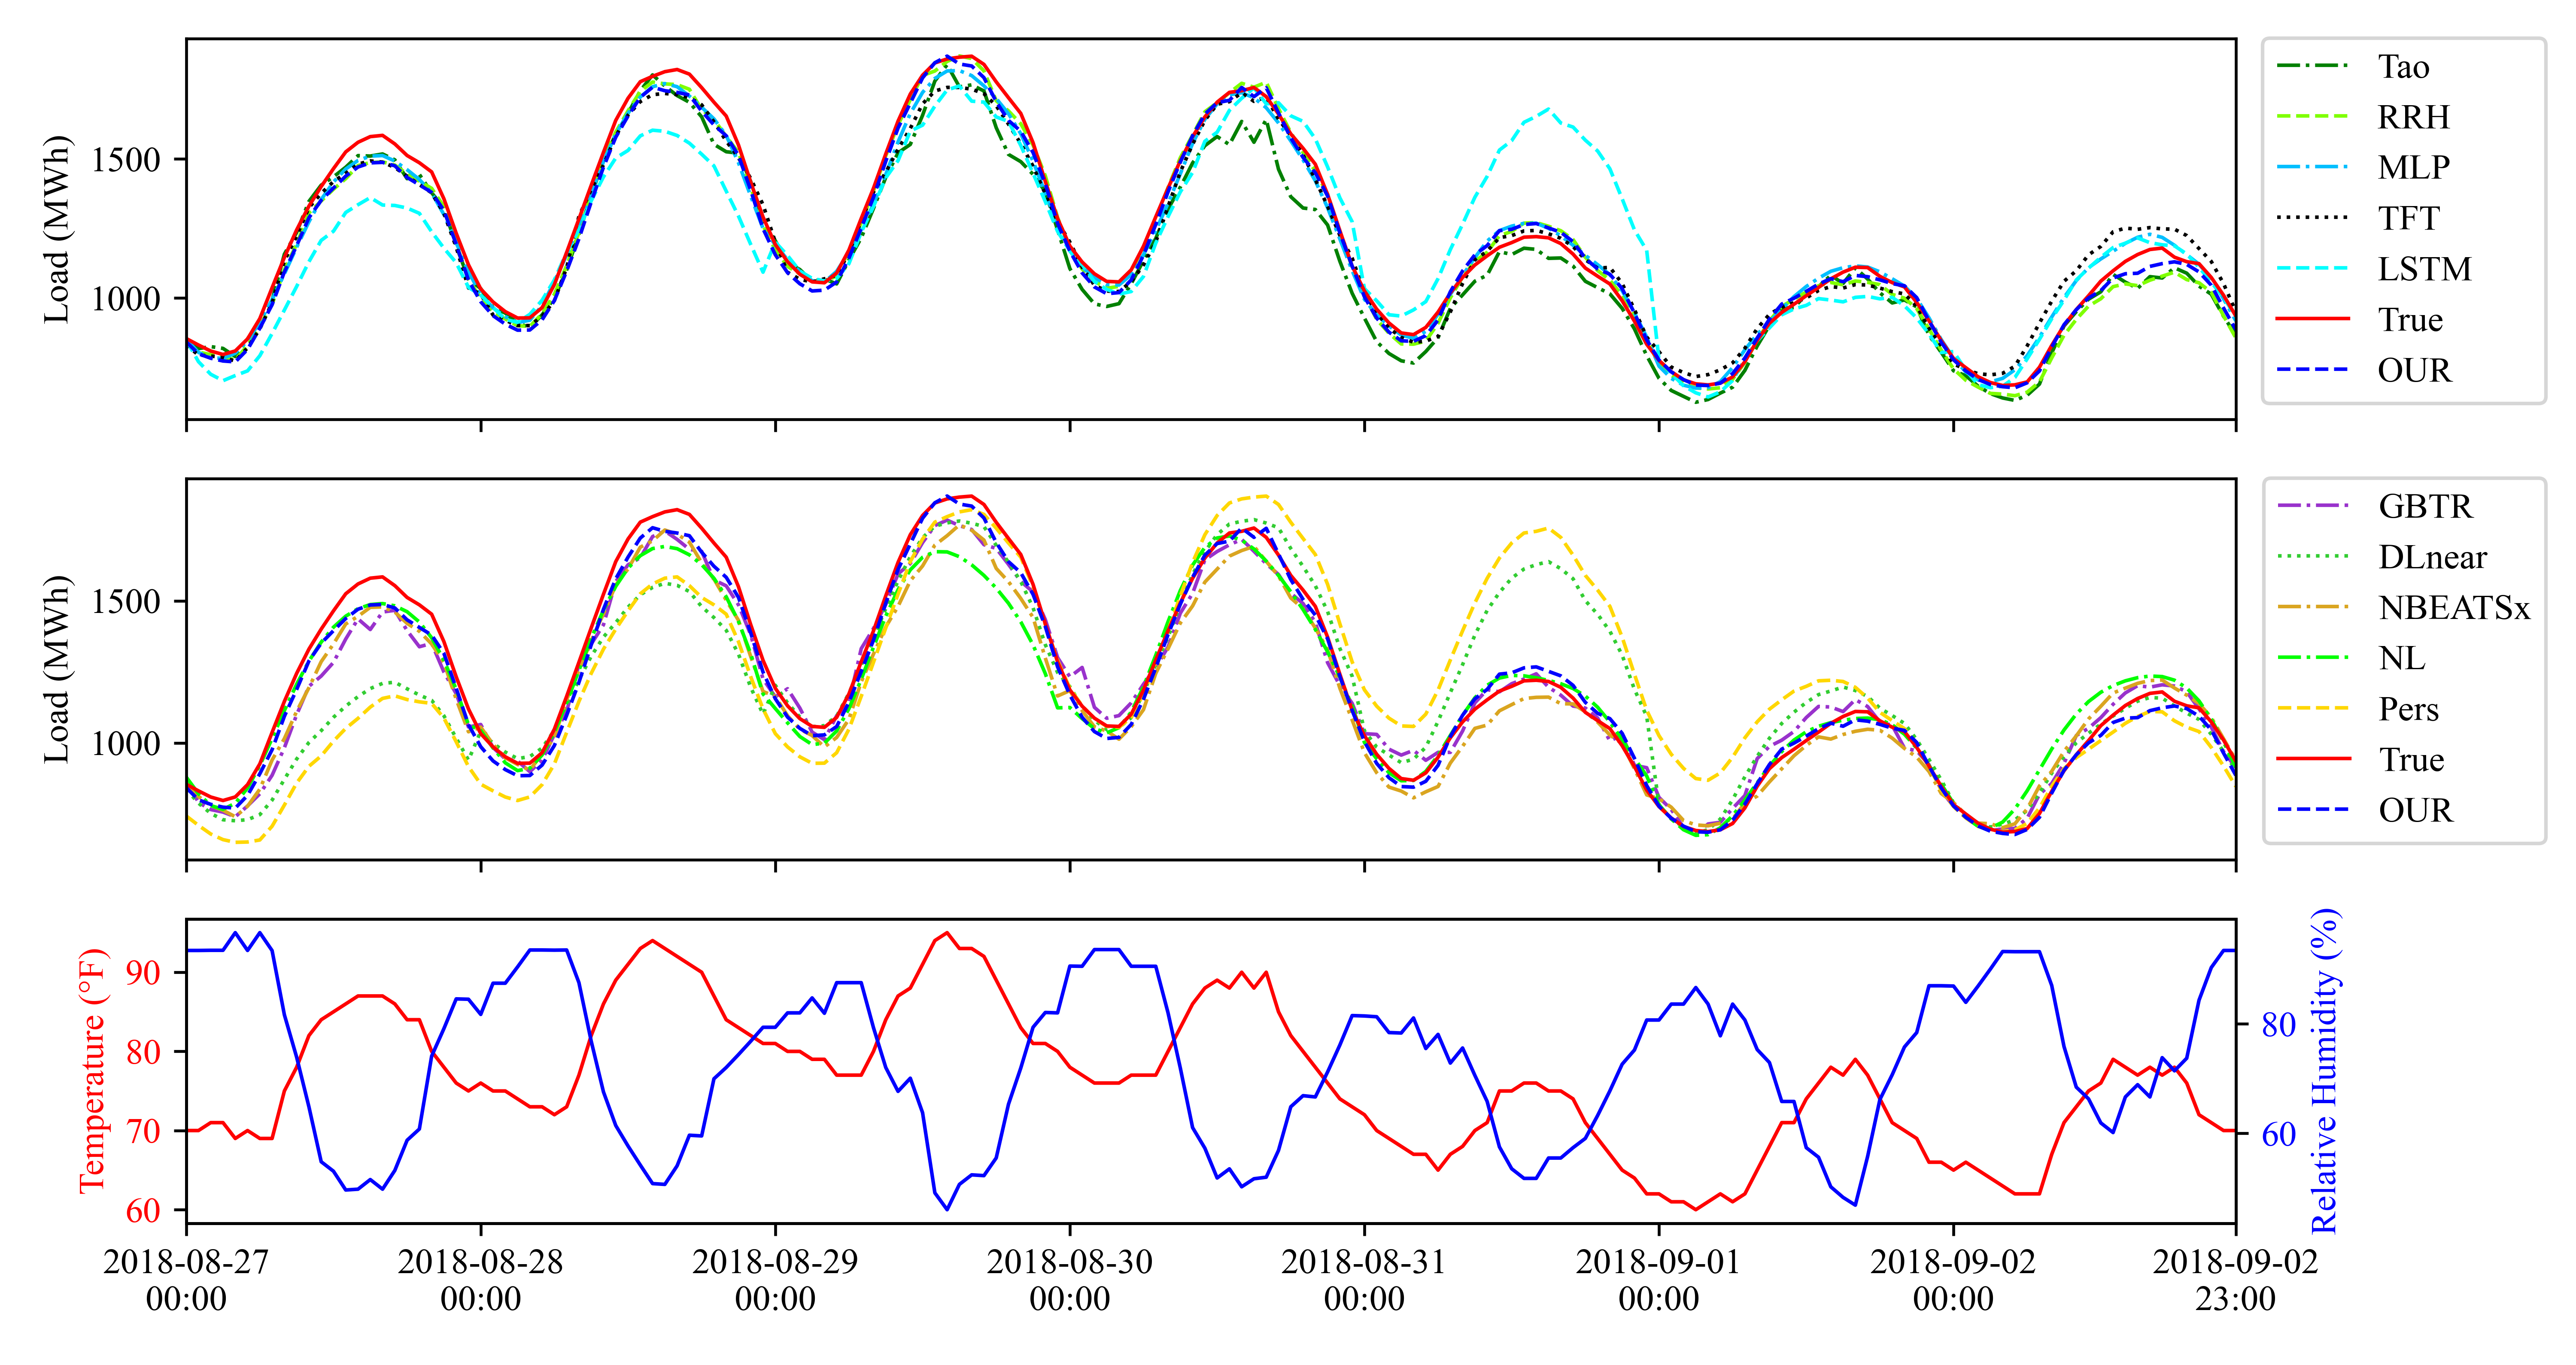 Load (MWh)
1500
1000
Tao
RRH
MLP
TFT
LSTM
True
OUR
Load (MWh)
1500
1000
GBTR
DLnear
NBEATSx
NL
Pers
True
OUR
Temperature (°F)
90
80
70
60
80
60
Relative Humidity (%)
2018-08-27
00:00
2018-08-28
00:00
2018-08-29
00:00
2018-08-30
00:00
2018-08-31
00:00
2018-09-01
00:00
2018-09-02
00:00
2018-09-02
23:00